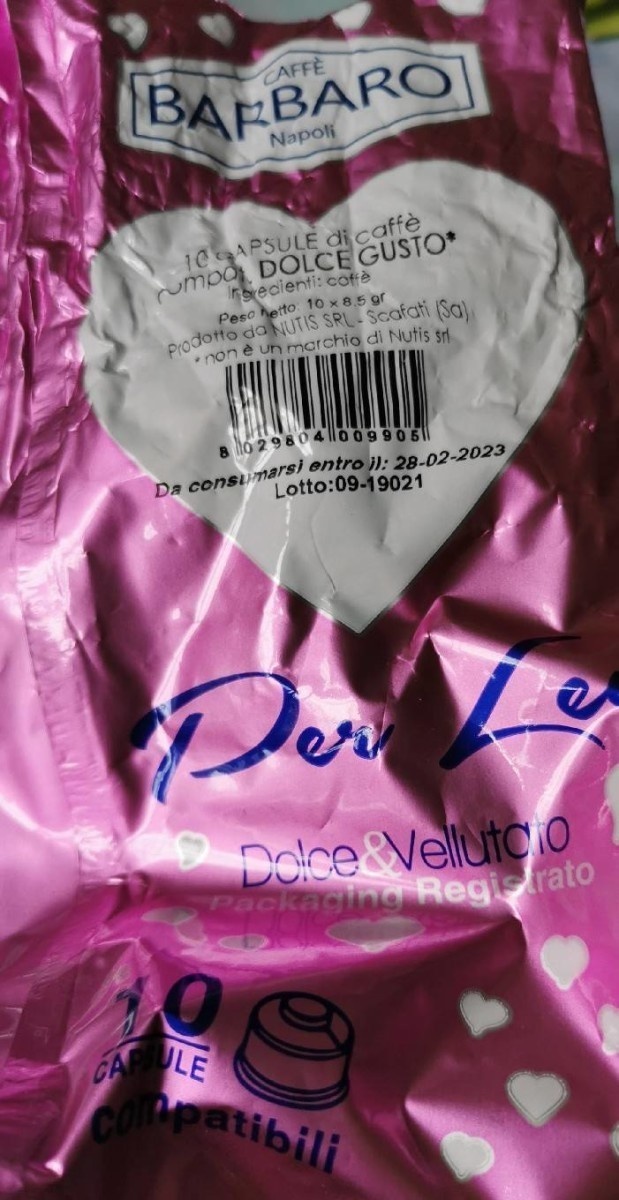 CAFFÈ
BARBARO
Napoli
10 CAPSULE di caffè
compat. DOLCE GUSTO*
Ingredienti: caffè
Peso netto: 10 x 8,5 gr
Prodotto da NUTIS SRL - Scafati (Sa)
*non è un marchio di Nutis srl
8 029804 009905
Da consumarsi entro il: 28-02-2023
Lotto:09-19021
Per Le
Dolce&Vellutato
Packaging Registrato
10
CAPSULE
compatibili